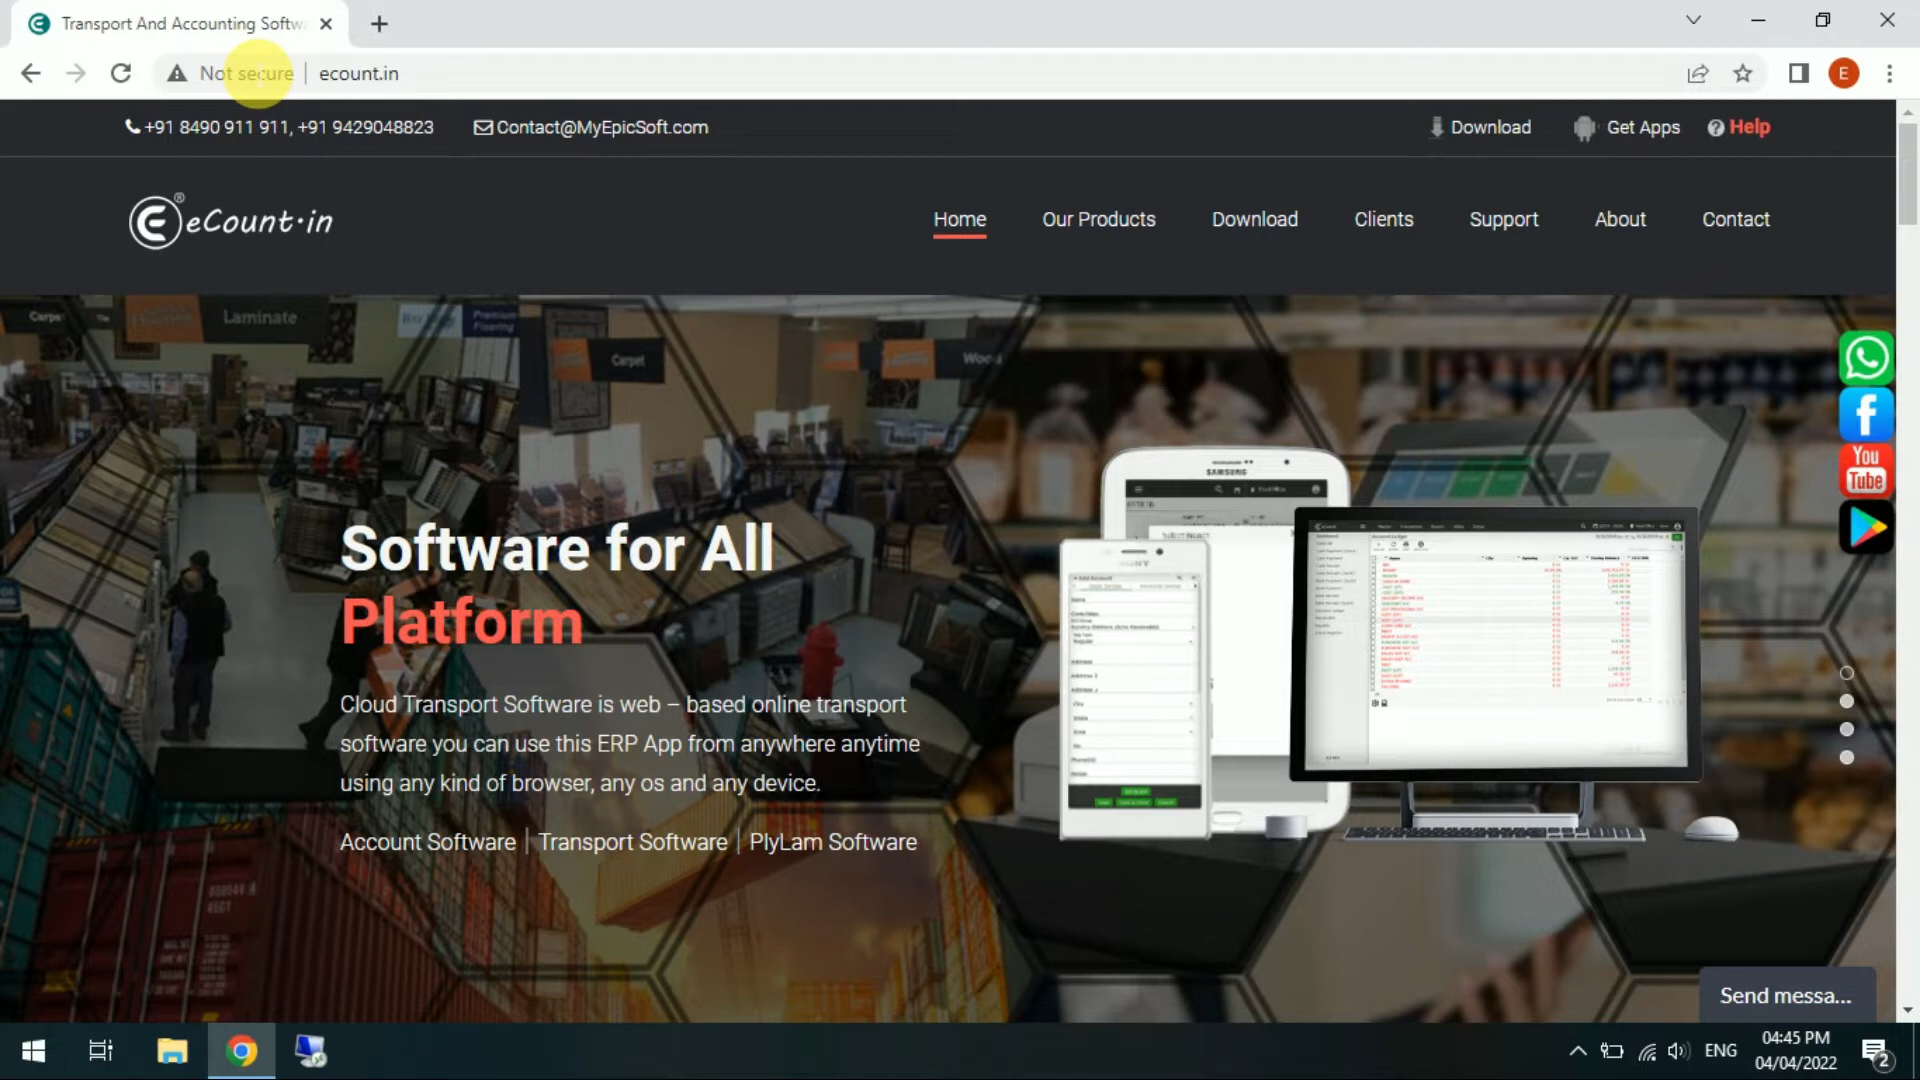 Transport And Accounting Softw
Not secure
ecount.in
E
+91 8490 911 911, +91 9429048823
Contact@MyEpicSoft.com
Download
Get Apps
Help
eCount.in
Home
Our Products
Download
Clients
Support
About
Contact
Laminate
Premium
Flooring
Carpet
SAMSUNG
You
Tube
Software for All
Platform
Cloud Transport Software is web – based online transport
software you can use this ERP App from anywhere anytime
using any kind of browser, any os and any device.
Account Software | Transport Software | PlyLam Software
Send messa...
ENG
04:45 PM
04/04/2022
2